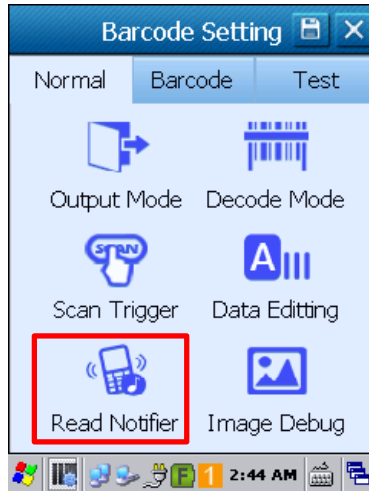 Barcode Setting
Normal Barcode Test
Output Mode Decode Mode
SCAN A
Scan Trigger Data Editting
Read Notifier Image Debug
F 1 2:44 AM